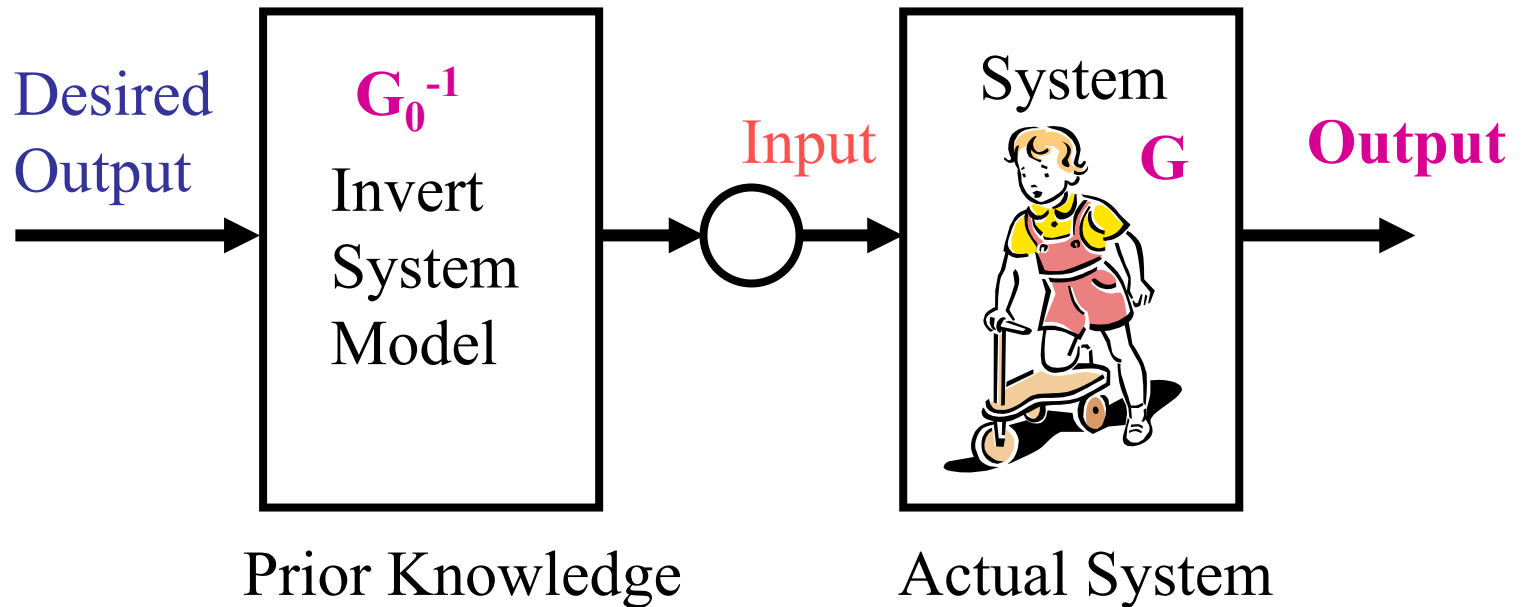 Desired
Output
G₀⁻¹
Invert
System
Model
Prior Knowledge
Input
System
G
Actual System
Output